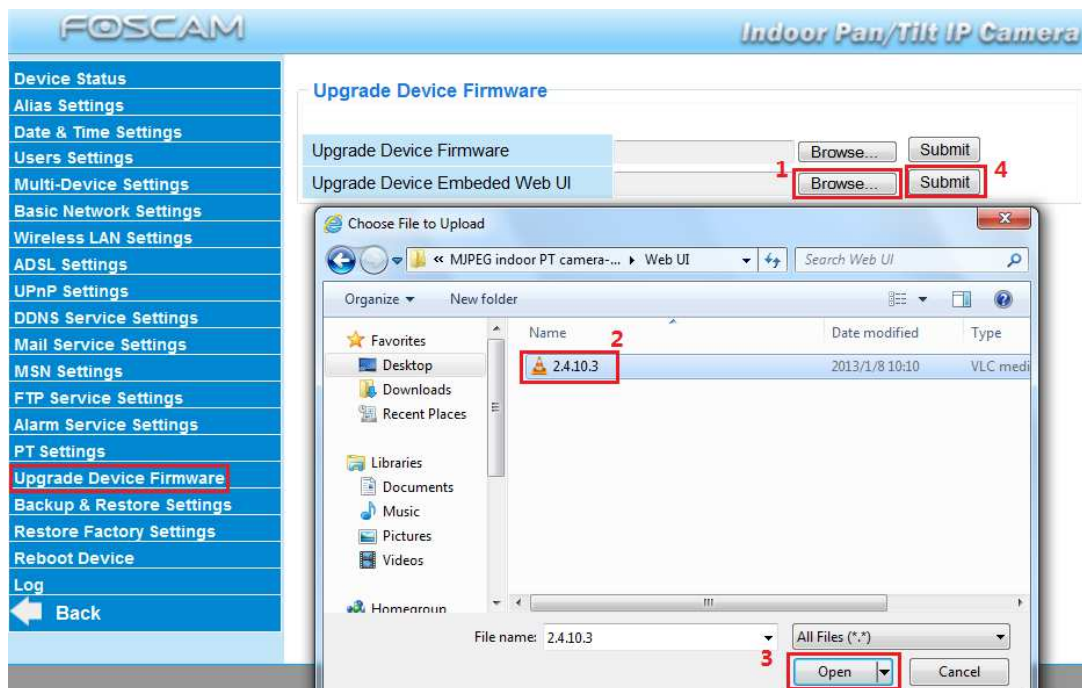 FOSCAM
Indoor Pan/Tilt IP Camera
Device Status
Alias Settings
Date & Time Settings
Users Settings
Multi-Device Settings
Basic Network Settings
Wireless LAN Settings
ADSL Settings
UPnP Settings
DDNS Service Settings
Mail Service Settings
MSN Settings
FTP Service Settings
Alarm Service Settings
PT Settings
Upgrade Device Firmware
Backup & Restore Settings
Restore Factory Settings
Reboot Device
Log
Back
Upgrade Device Firmware
Upgrade Device Firmware Browse... Submit
Upgrade Device Embeded Web UI 1 Browse... Submit 4
Choose File to Upload
« MJPEG indoor PT camera-... Web UI Search Web UI
Organize New folder
Name Date modified Type
2
2.4.10.3 2013/1/8 10:10 VLC medi
Favorites
Desktop
Downloads
Recent Places
Libraries
Documents
Music
Pictures
Videos
Homegroup
File name: 2.4.10.3 All Files (*.*)
3 Open Cancel